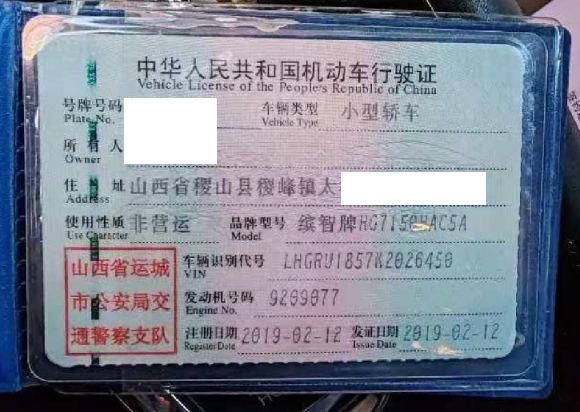 中华人民共和国机动车行驶证
Vehicle License of the People's Republic of China
号牌号码 车辆类型 小型轿车
Plate No. Vehicle Type
所有人
Owner
住址 山西省稷山县稷峰镇太
Address
使用性质 非营运 品牌型号 缤智牌HG7150HAC5A
Use Character Model
山西省运城
市公安局交
通警察支队
车辆识别代号 LHGRU1857K2026450
VIN
发动机号码 9209077
Engine No.
注册日期 2019-02-12 发证日期 2019-02-12
Register Date Issue Date